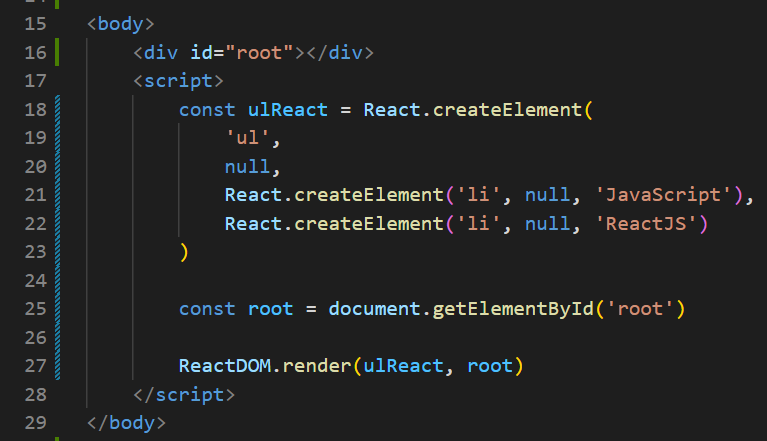 15 <body>
16     <div id="root"></div>
17     <script>
18         const ulReact = React.createElement(
19             'ul',
20             null,
21             React.createElement('li', null, 'JavaScript'),
22             React.createElement('li', null, 'ReactJS')
23         )
24
25         const root = document.getElementById('root')
26
27         ReactDOM.render(ulReact, root)
28     </script>
29 </body>